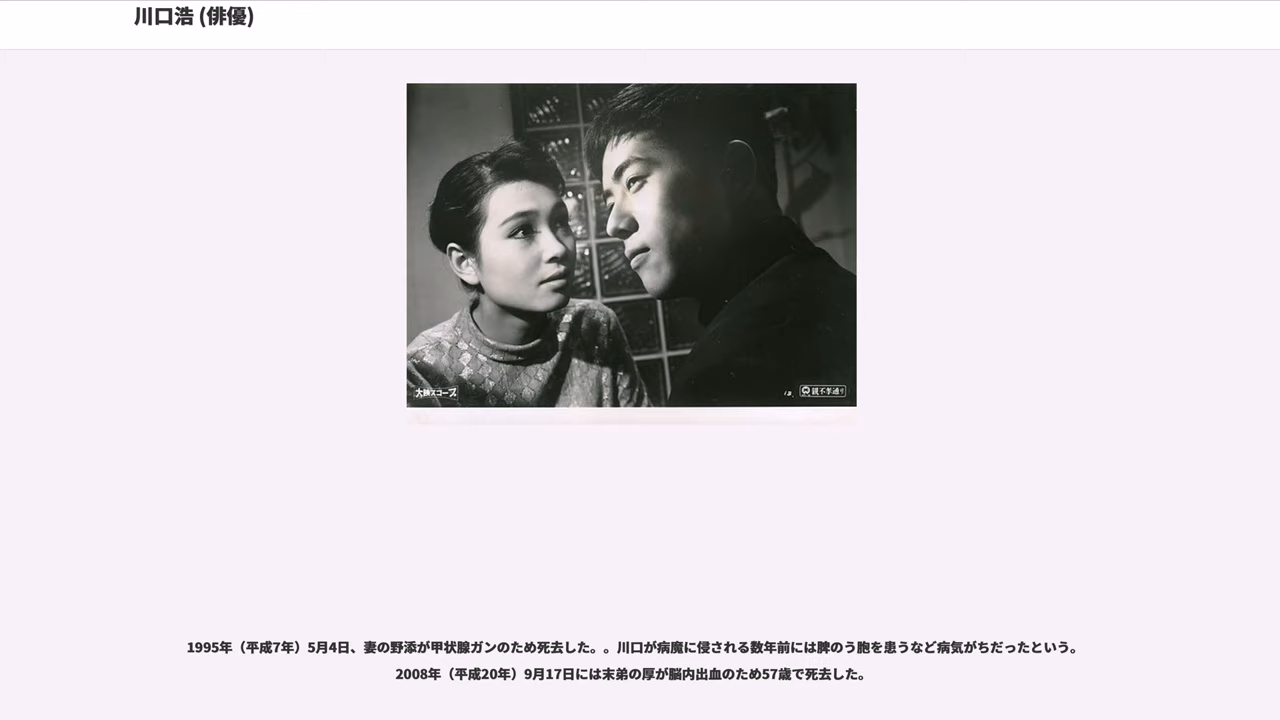 川口浩 (俳優)
大映スコープ
親不孝通り
1995年（平成7年）5月4日、妻の野添が甲状腺ガンのため死去した。。川口が病魔に侵される数年前には脾のう胞を患うなど病気がちだったという。
2008年（平成20年）9月17日には末弟の厚が脳内出血のため57歳で死去した。